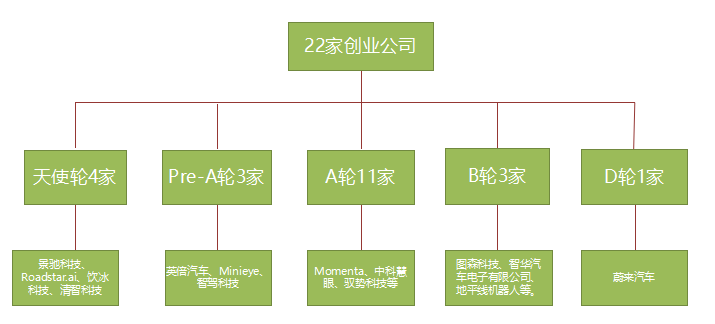 22家创业公司
天使轮4家
Pre-A轮3家
A轮11家
B轮3家
D轮1家
景驰科技、
Roadstar.ai、饮冰
科技、清智科技
英倍汽车、Minieye、
智驾科技
Momenta、中科慧
眼、驭势科技等
图森科技、智华汽
车电子有限公司、
地平线机器人等。
蔚来汽车